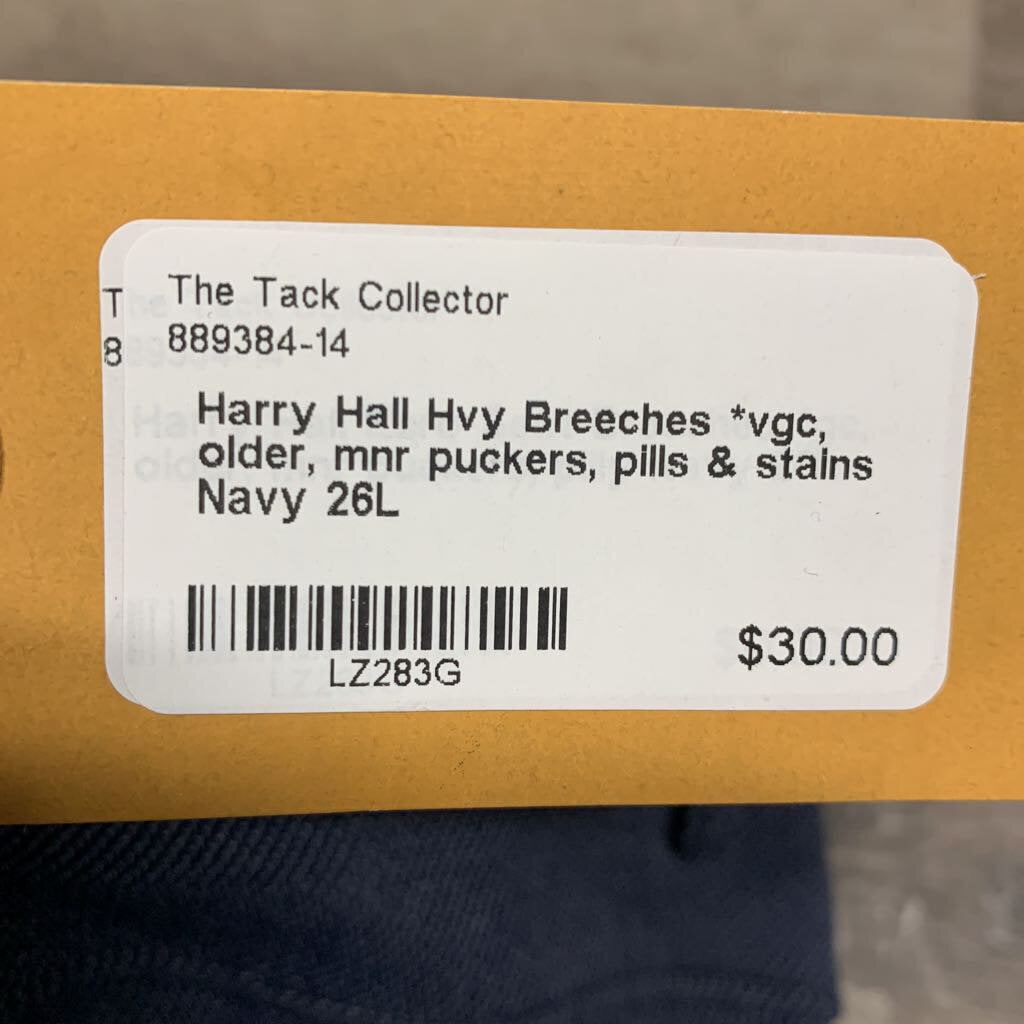 The Tack Collector
889384-14
Harry Hall Hvy Breeches *vgc,
older, mnr puckers, pills & stains
Navy 26L
LZ283G
$30.00
T
8